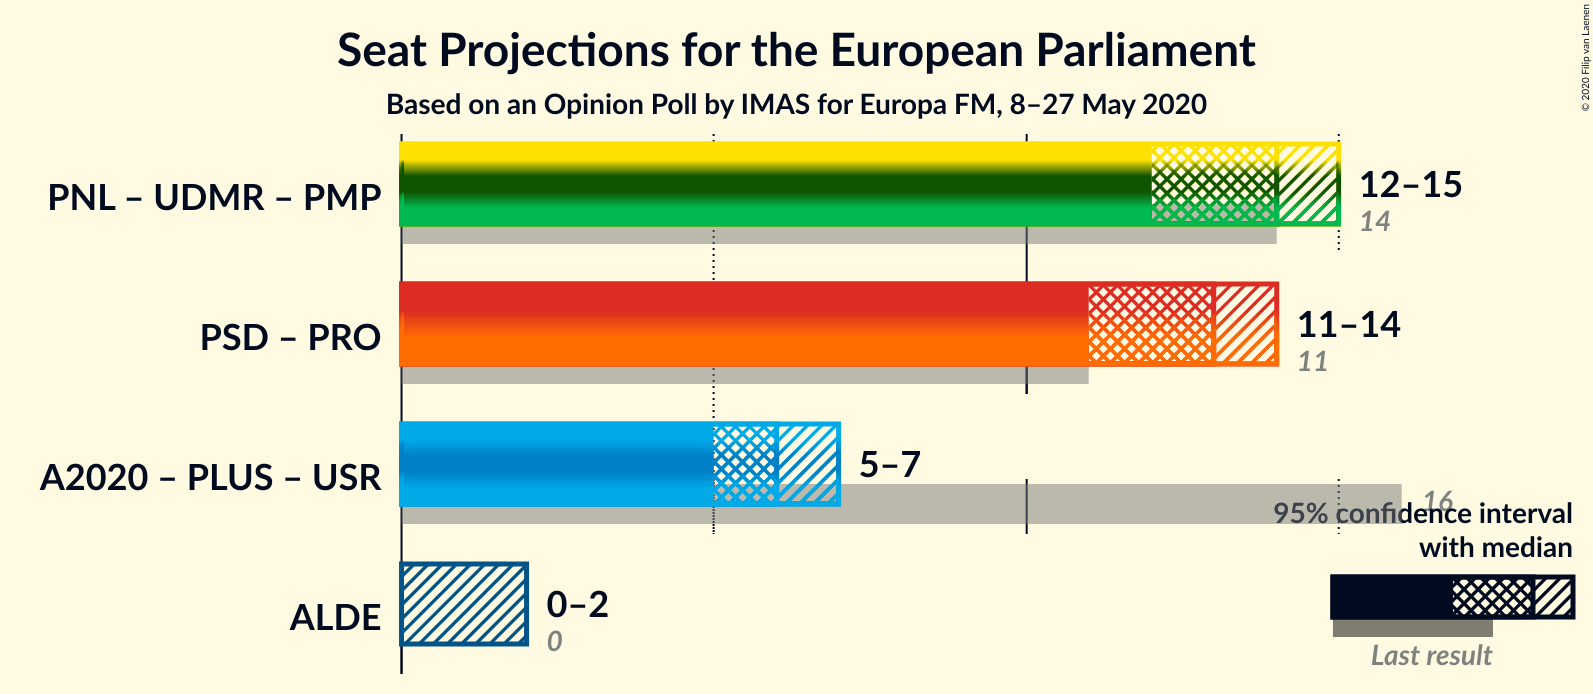 Seat Projections for the European Parliament
Based on an Opinion Poll by IMAS for Europa FM, 8–27 May 2020
© 2020 Filip van Laenen
PNL – UDMR – PMP
12–15
14
PSD – PRO
11–14
11
A2020 – PLUS – USR
5–7
16
ALDE
0–2
0
95% confidence interval
with median
Last result